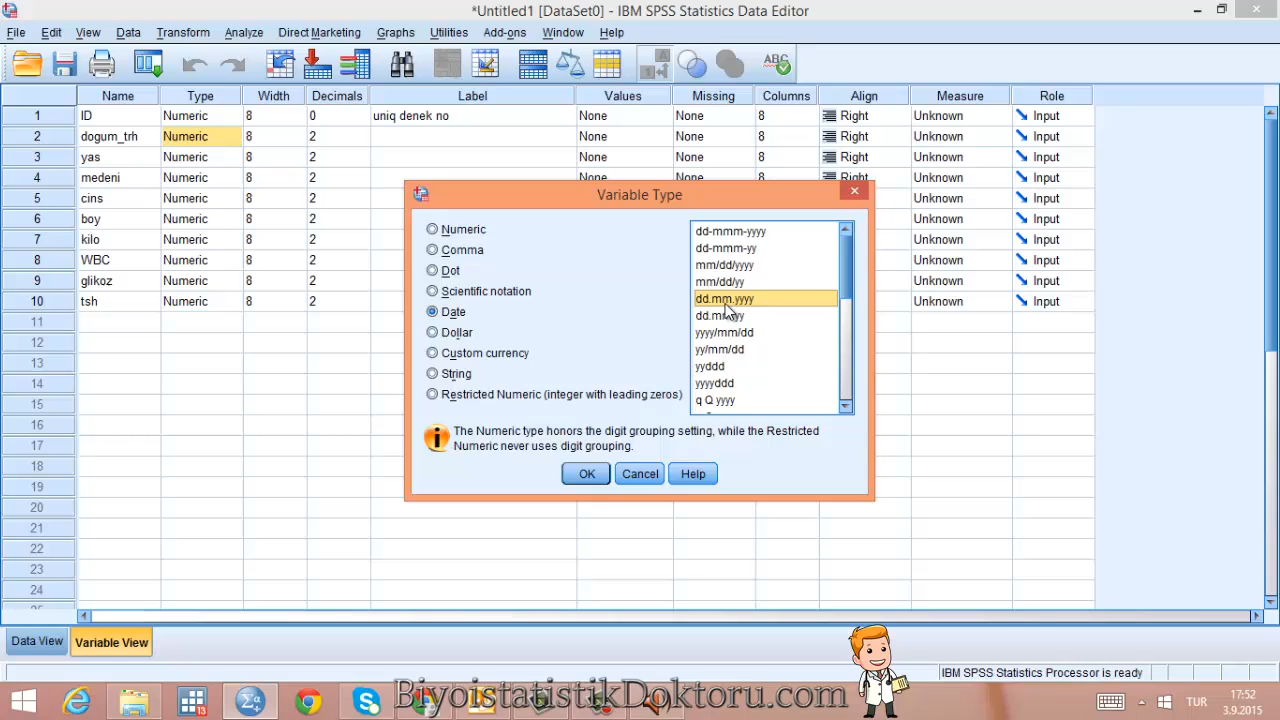 *Untitled1 [DataSet0] - IBM SPSS Statistics Data Editor
File Edit View Data Transform Analyze Direct Marketing Graphs Utilities Add-ons Window Help
Name Type Width Decimals Label Values Missing Columns Align Measure Role
1 ID Numeric 8 0 uniq denek no None None 8 Right Unknown Input
2 dogum_trh Numeric 8 2 None None 8 Right Unknown Input
3 yas Numeric 8 2 None None 8 Right Unknown Input
4 medeni Numeric 8 2 None None 8 Right Unknown Input
5 cins Numeric 8 2 Unknown Input
6 boy Numeric 8 2 Unknown Input
7 kilo Numeric 8 2 Unknown Input
8 WBC Numeric 8 2 Unknown Input
9 glikoz Numeric 8 2 Unknown Input
10 tsh Numeric 8 2 Unknown Input
11
12
13
14
15
16
17
18
19
20
21
22
23
24
Variable Type
Numeric
Comma
Dot
Scientific notation
Date
Dollar
Custom currency
String
Restricted Numeric (integer with leading zeros)
dd-mmm-yyyy
dd-mmm-yy
mm/dd/yyyy
mm/dd/yy
dd.mm.yyyy
dd.mm.yy
yyyy/mm/dd
yy/mm/dd
yyddd
yyyyddd
q Q yyyy
The Numeric type honors the digit grouping setting, while the Restricted
Numeric never uses digit grouping.
OK Cancel Help
Data View Variable View
IBM SPSS Statistics Processor is ready
BiyoistatistikDoktoru.com
13
TUR
17:52
3.9.2015